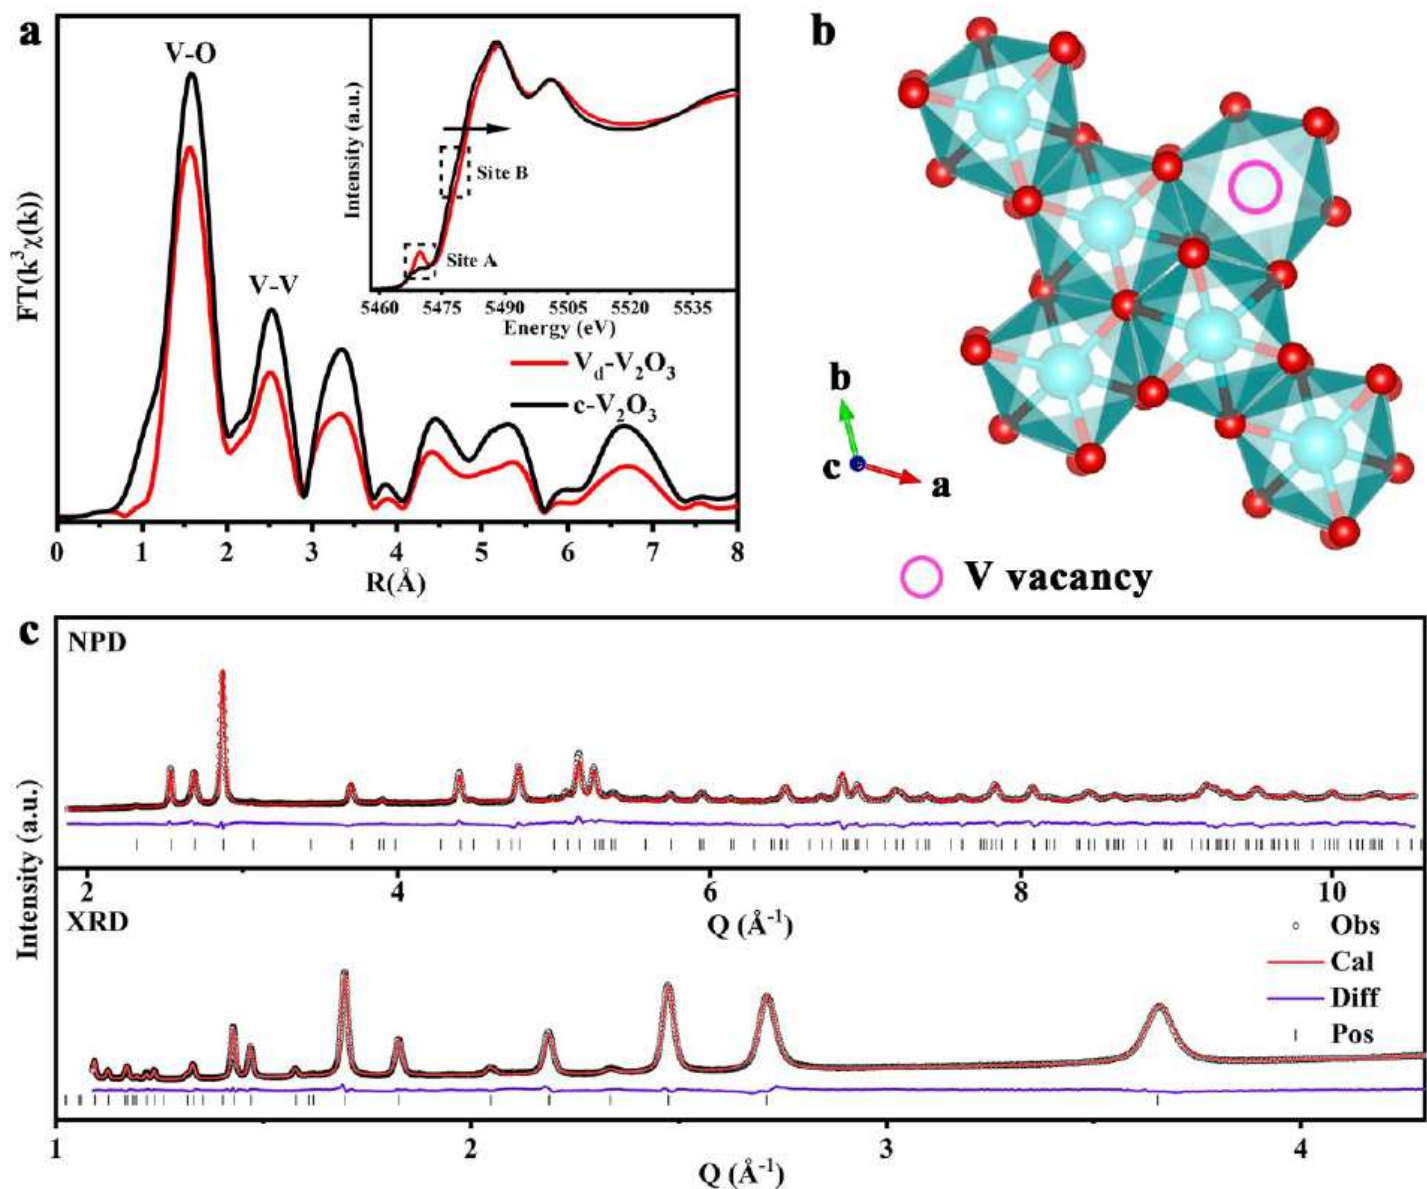 a
V-O
V-V
FT(k³χ(k))
0 1 2 3 4 5 6 7 8
R(Å)
Intensity (a.u.)
Site B
Site A
5460 5475 5490 5505 5520 5535
Energy (eV)
V_d-V₂O₃
c-V₂O₃
b
b
c
a
V vacancy
c
NPD
2 4 6 8 10
Q (Å⁻¹)
Intensity (a.u.)
XRD
Obs
Cal
Diff
Pos
1 2 3 4
Q (Å⁻¹)